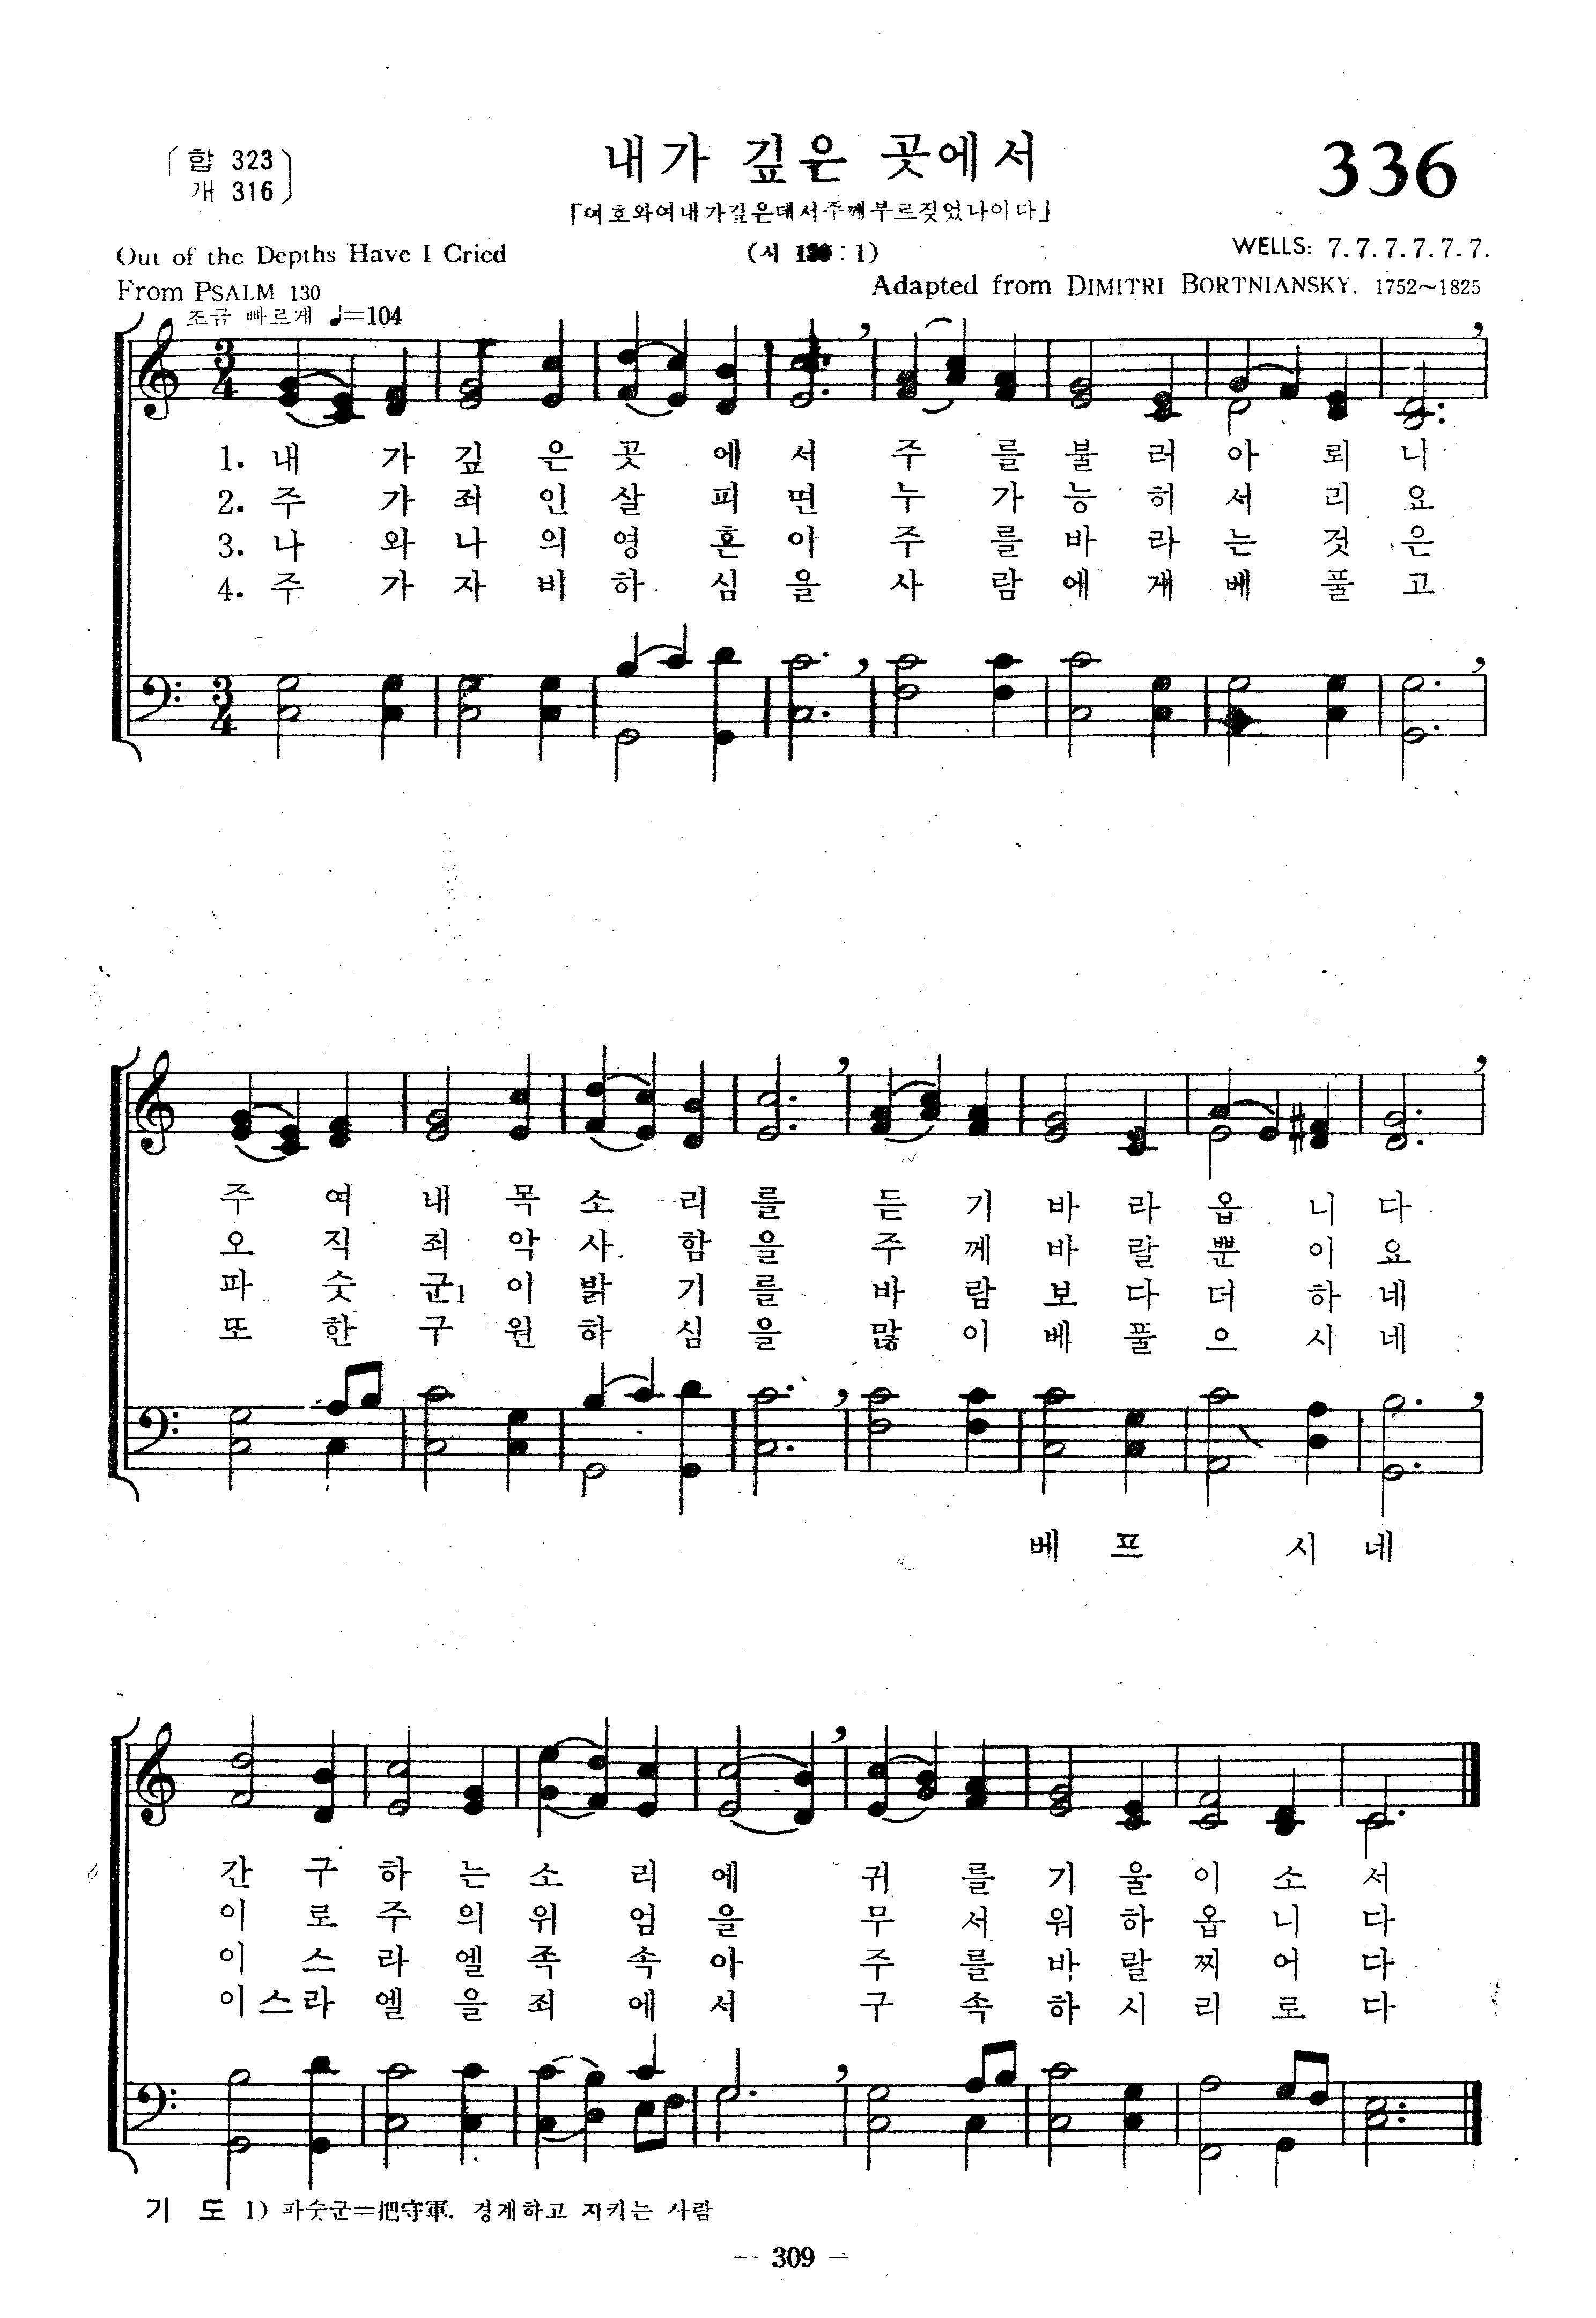 합 323
개 316
내가 깊은 곳에서
336
「여호와여내가깊은데서주께부르짖었나이다」
Out of the Depths Have I Cried
(시 130 : 1)
WELLS: 7. 7. 7. 7. 7. 7.
From PSALM 130
Adapted from DIMITRI BORTNIANSKY, 1752~1825
조금 빠르게 ♩=104
1. 내 가 깊 은 곳 에 서 주 를 불 러 아 뢰 니
2. 주 가 죄 인 살 피 면 누 가 능 히 서 리 요
3. 나 와 나 의 영 혼 이 주 를 바 라 는 것 은
4. 주 가 자 비 하 심 을 사 람 에 게 베 풀 고
주 여 내 목 소 리 를 듣 기 바 라 옵 니 다
오 직 죄 악 사 함 을 주 께 바 랄 뿐 이 요
파 숫 군1 이 밝 기 를 바 람 보 다 더 하 네
또 한 구 원 하 심 을 많 이 베 풀 으 시 네
베 프 시 네
간 구 하 는 소 리 에 귀 를 기 울 이 소 서
이 로 주 의 위 엄 을 무 서 워 하 옵 니 다
이 스 라 엘 족 속 아 주 를 바 랄 찌 어 다
이스라 엘 을 죄 에 서 구 속 하 시 리 로 다
기 도 1) 파숫군=把守軍. 경계하고 지키는 사람
— 309 —